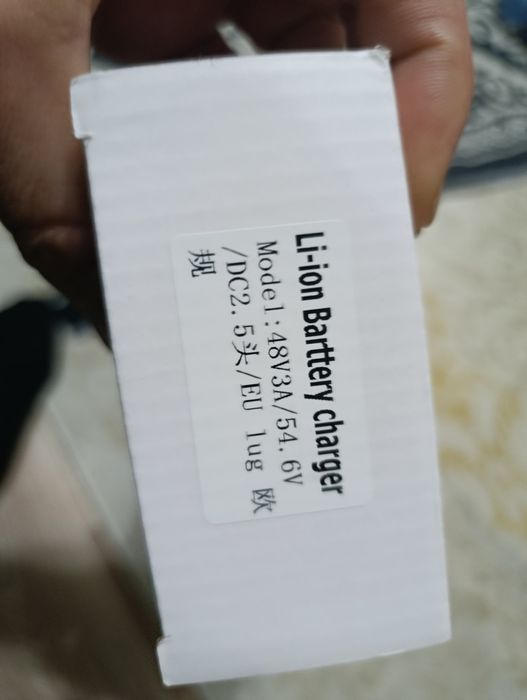 Li-ion Barttery charger
Model:48V3A/54.6V
/DC2.5头/EU lug 欧
规